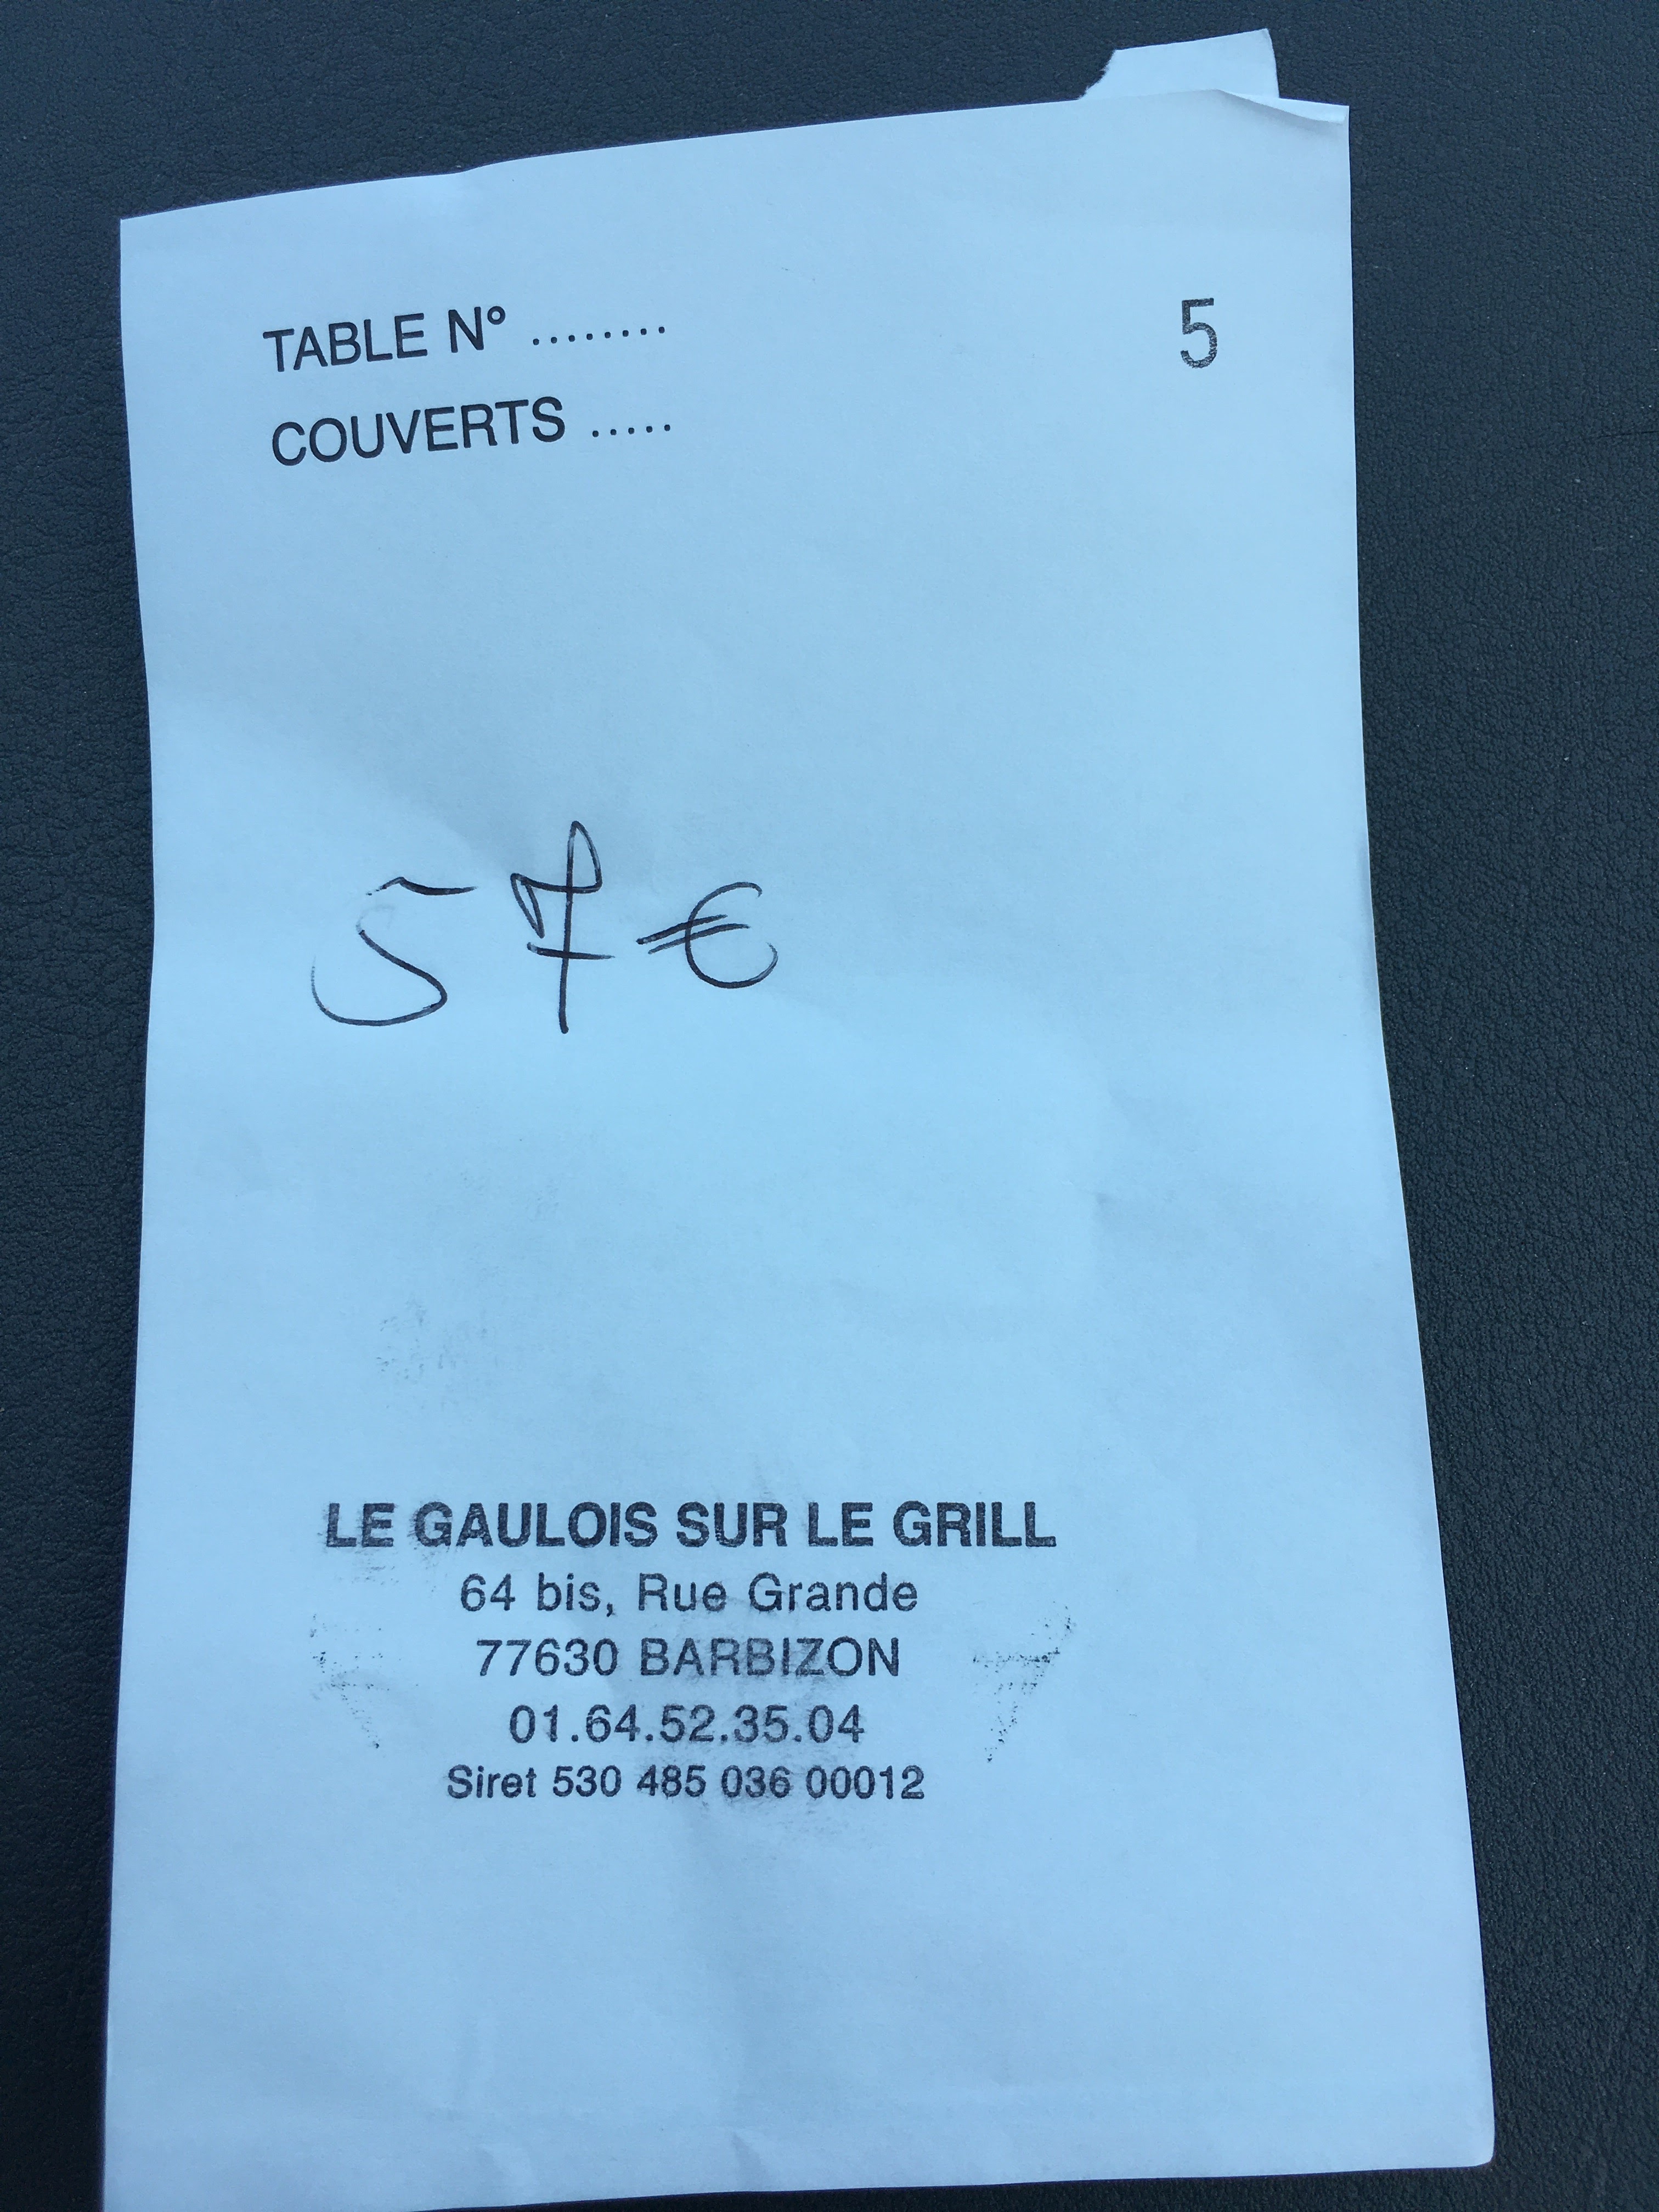 TABLE N° ........ 5
COUVERTS .....
57 €
LE GAULOIS SUR LE GRILL
64 bis, Rue Grande
77630 BARBIZON
01.64.52.35.04
Siret 530 485 036 00012